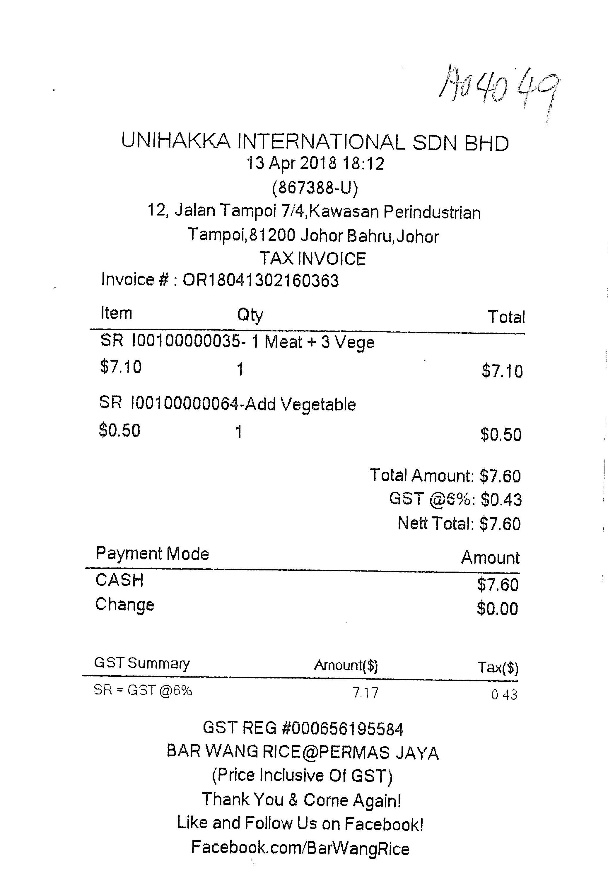 UNIHAKKA INTERNATIONAL SDN BHD
13 Apr 2018 18:12
(867388-U)
12, Jalan Tampoi 7/4,Kawasan Perindustrian
Tampoi,81200 Johor Bahru,Johor
TAX INVOICE
Invoice # : OR18041302160363
Item Qty Total
SR I00100000035- 1 Meat + 3 Vege
$7.10 1 $7.10
SR I00100000064-Add Vegetable
$0.50 1 $0.50
Total Amount: $7.60
GST @6%: $0.43
Nett Total: $7.60
Payment Mode Amount
CASH $7.60
Change $0.00
GST Summary Amount($) Tax($)
SR = GST @6% 7.17 0.43
GST REG #000656195584
BAR WANG RICE@PERMAS JAYA
(Price Inclusive Of GST)
Thank You & Come Again!
Like and Follow Us on Facebook!
Facebook.com/BarWangRice